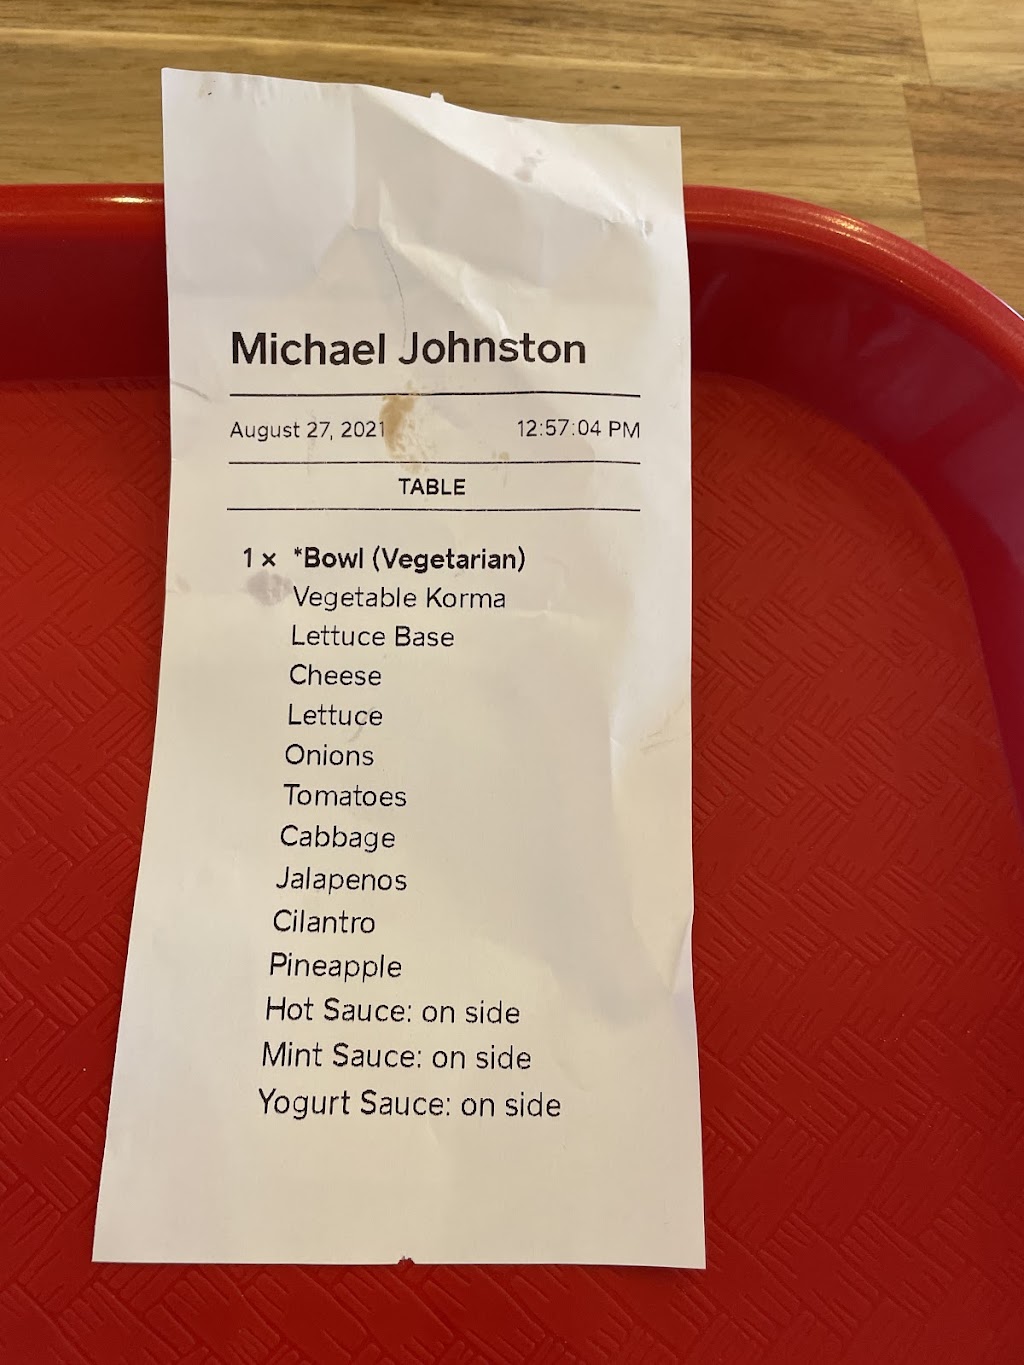 Michael Johnston
August 27, 2021 12:57:04 PM
TABLE
1 × *Bowl (Vegetarian)
Vegetable Korma
Lettuce Base
Cheese
Lettuce
Onions
Tomatoes
Cabbage
Jalapenos
Cilantro
Pineapple
Hot Sauce: on side
Mint Sauce: on side
Yogurt Sauce: on side